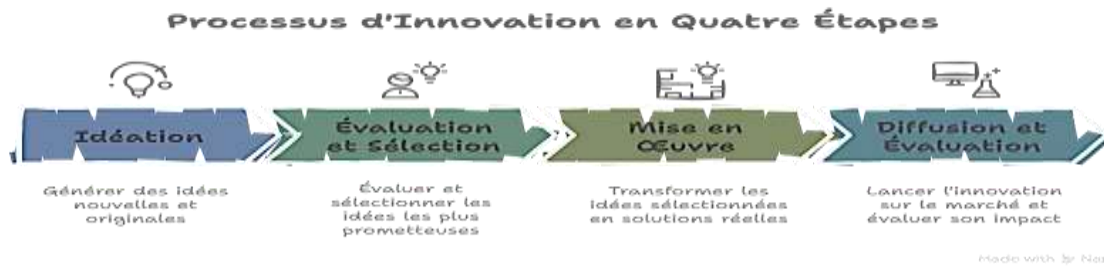 Processus d'Innovation en Quatre Étapes
Idéation
Évaluation
et Sélection
Mise en
Œuvre
Diffusion et
Évaluation
Générer des idées
nouvelles et
originales
Évaluer et
sélectionner les
idées les plus
prometteuses
Transformer les
idées sélectionnées
en solutions réelles
Lancer l'innovation
sur le marché et
évaluer son impact
Made with